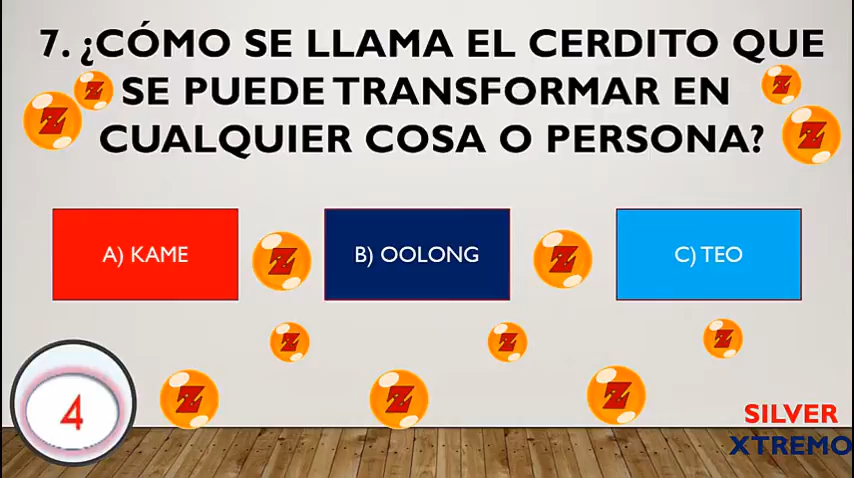 7. ¿CÓMO SE LLAMA EL CERDITO QUE
SE PUEDE TRANSFORMAR EN
CUALQUIER COSA O PERSONA?
Z
Z
Z
Z
A) KAME
Z
B) OOLONG
Z
C) TEO
Z
Z
Z
4
Z
Z
Z
SILVER
XTREMO